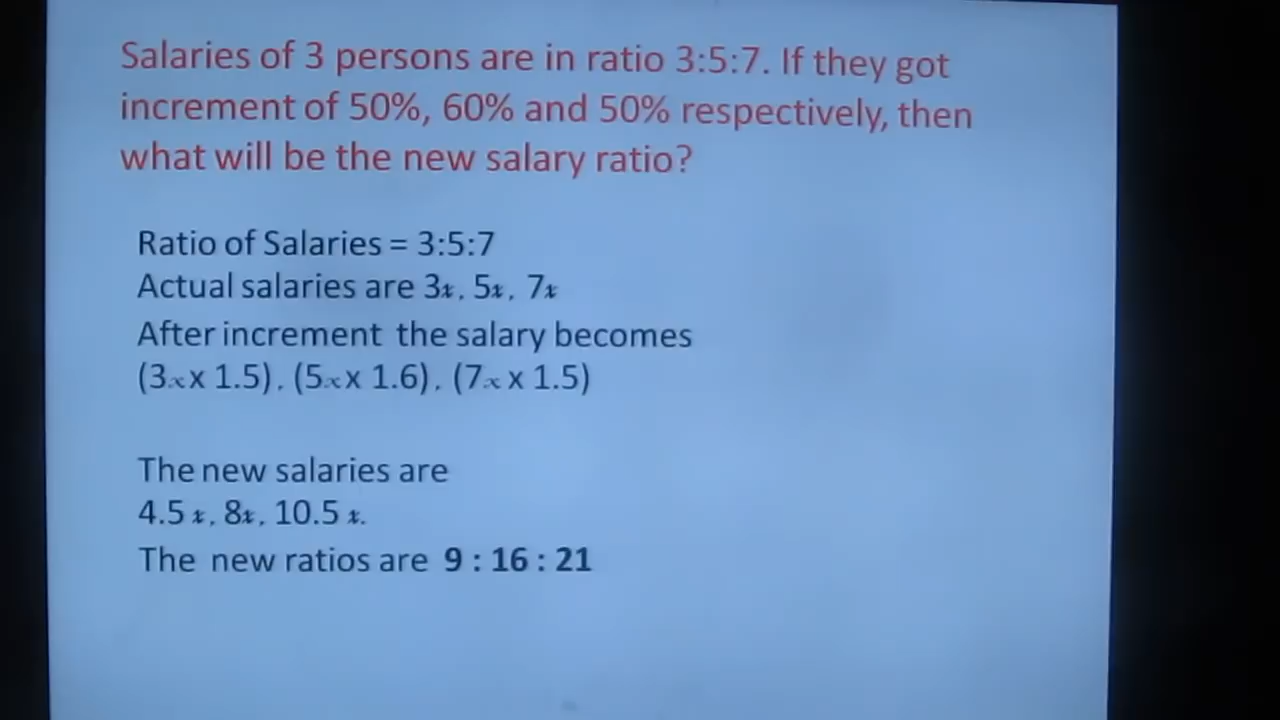 Salaries of 3 persons are in ratio 3:5:7. If they got
increment of 50%, 60% and 50% respectively, then
what will be the new salary ratio?
Ratio of Salaries = 3:5:7
Actual salaries are 3x, 5x, 7x
After increment the salary becomes
(3x x 1.5), (5x x 1.6), (7x x 1.5)
The new salaries are
4.5 x, 8x, 10.5 x.
The new ratios are 9 : 16 : 21